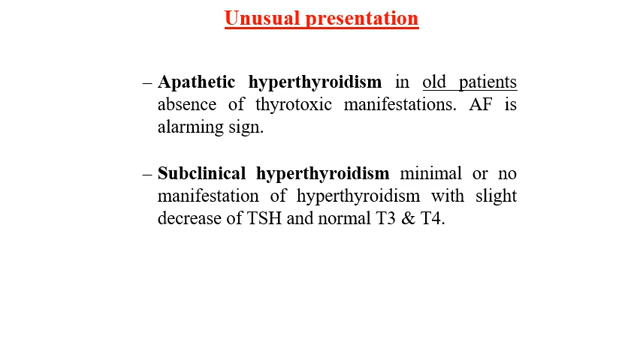 Unusual presentation
– Apathetic hyperthyroidism in old patients
absence of thyrotoxic manifestations. AF is
alarming sign.
– Subclinical hyperthyroidism minimal or no
manifestation of hyperthyroidism with slight
decrease of TSH and normal T3 & T4.